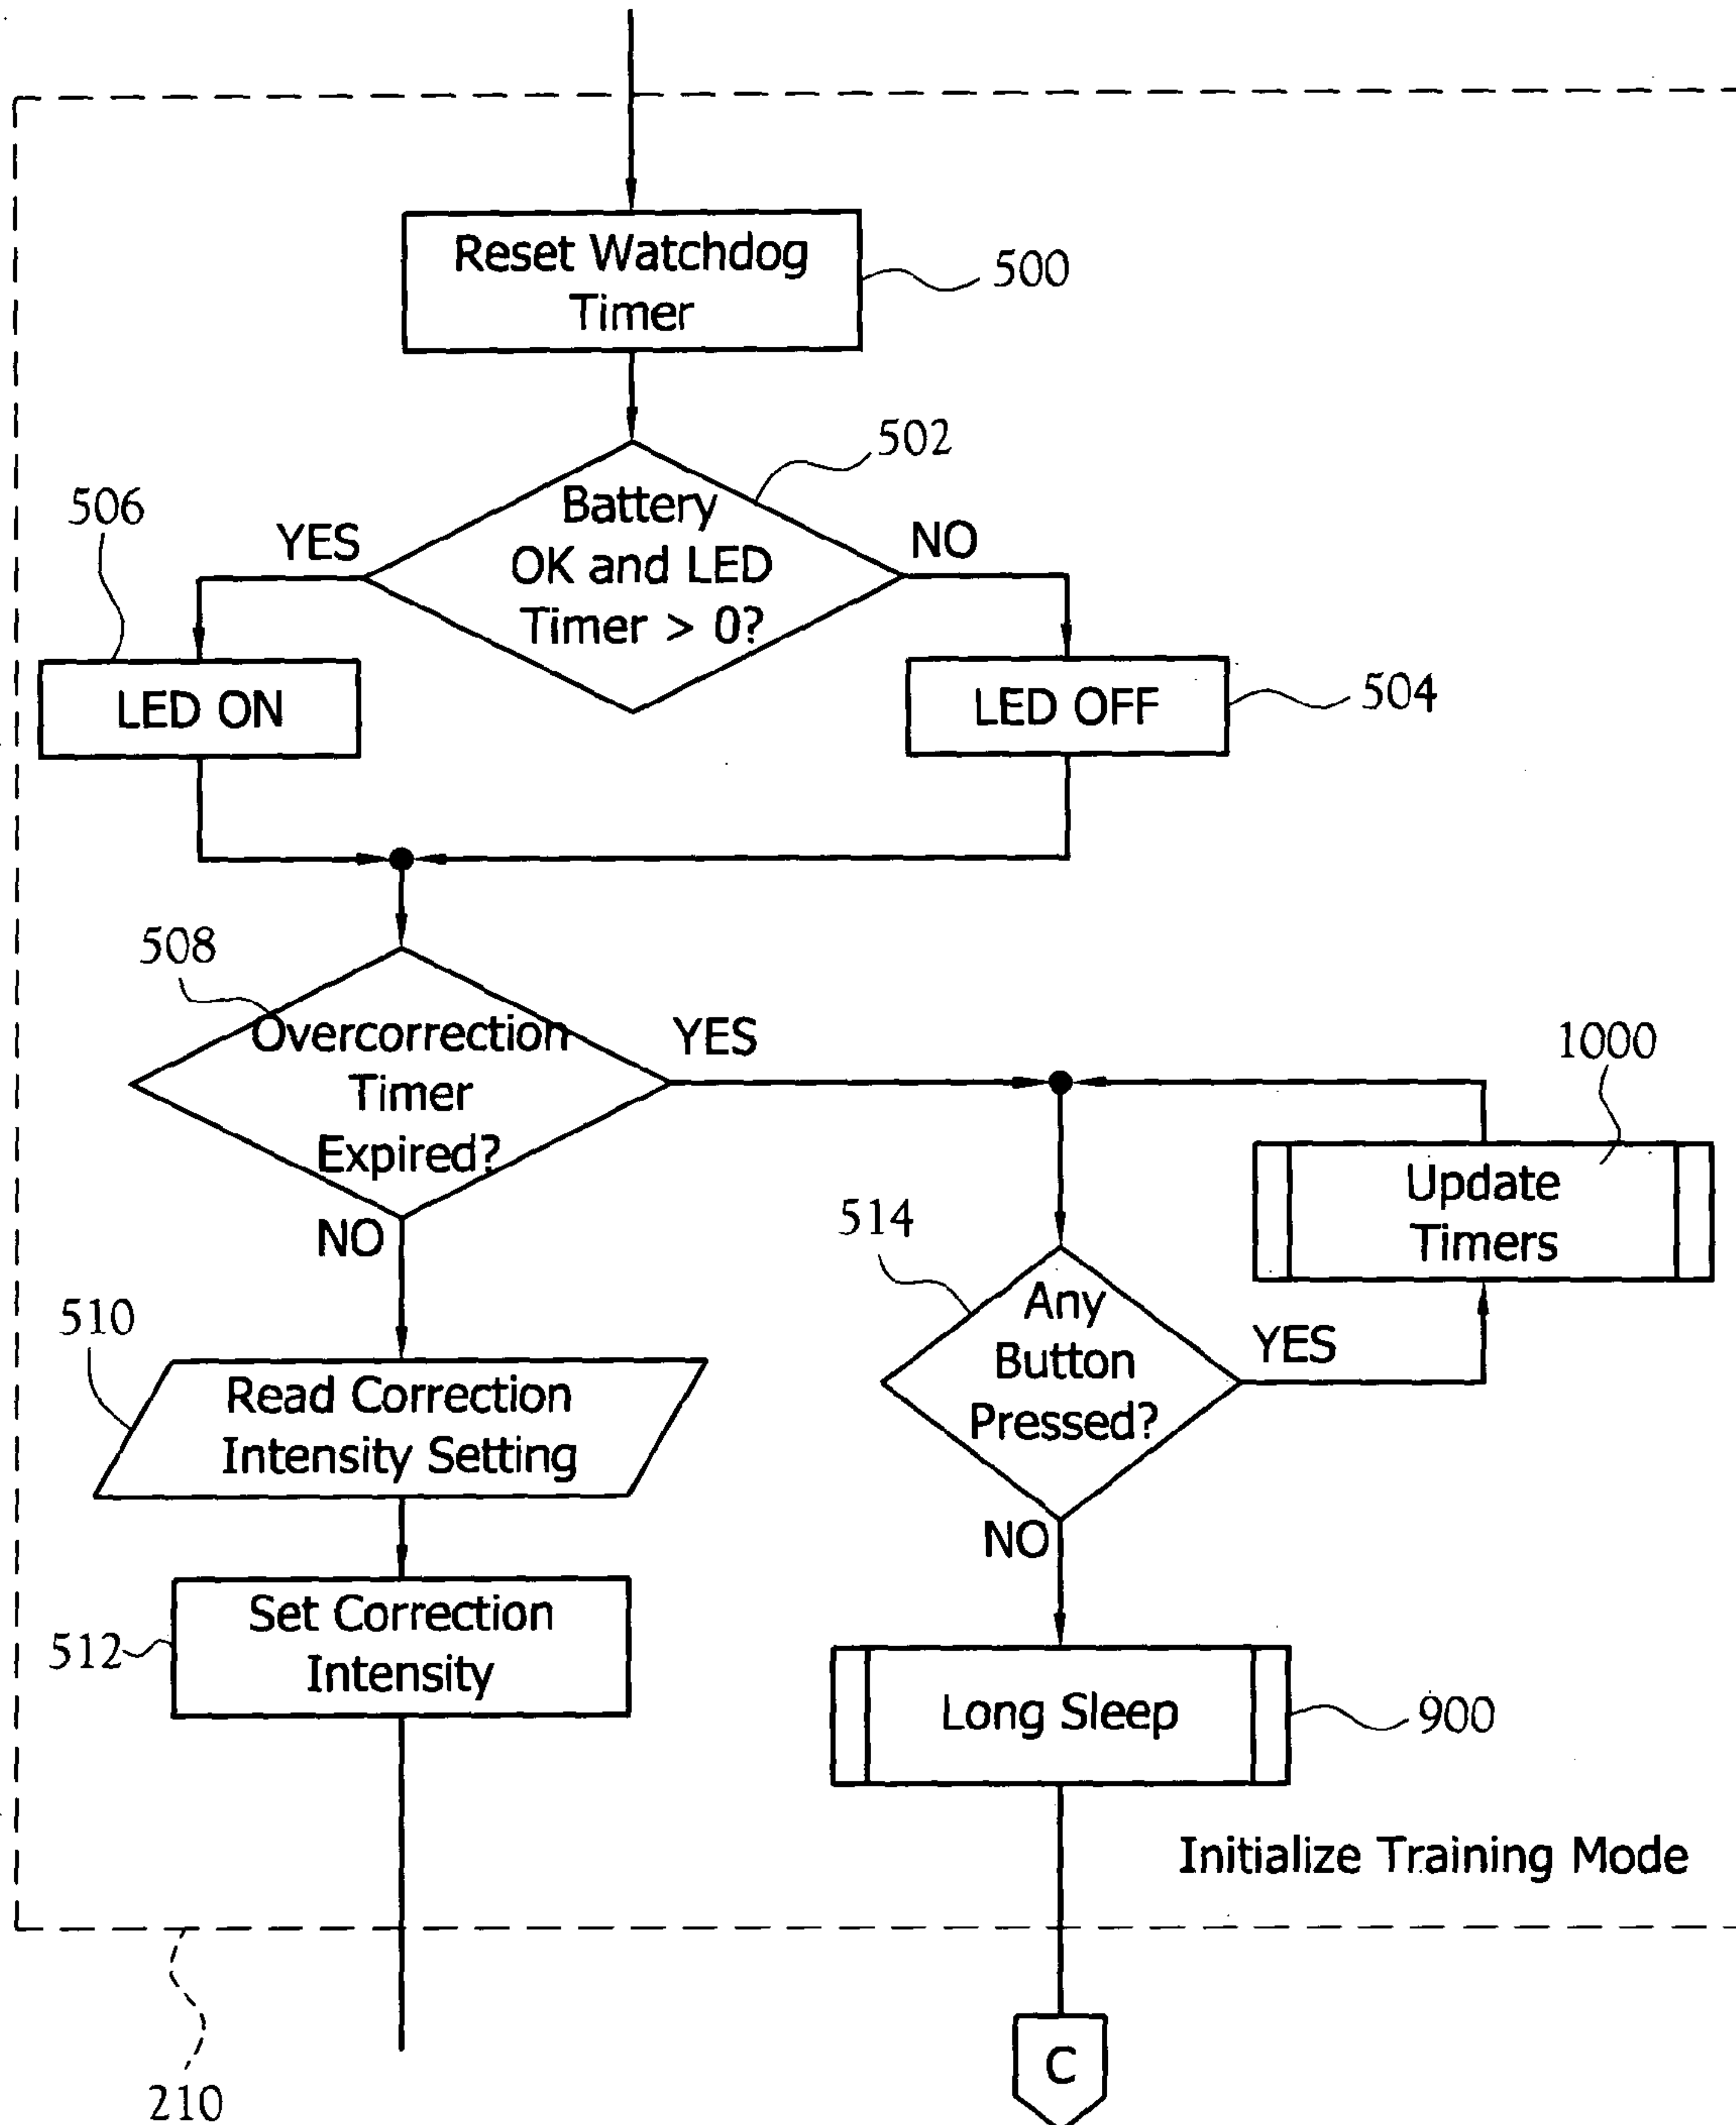 Reset Watchdog
Timer
500
502
Battery
OK and LED
Timer > 0?
YES
NO
506
LED ON
LED OFF
504
508
Overcorrection
Timer
Expired?
YES
NO
1000
Update
Timers
514
Any
Button
Pressed?
YES
NO
510
Read Correction
Intensity Setting
512
Set Correction
Intensity
Long Sleep
900
Initialize Training Mode
210
C